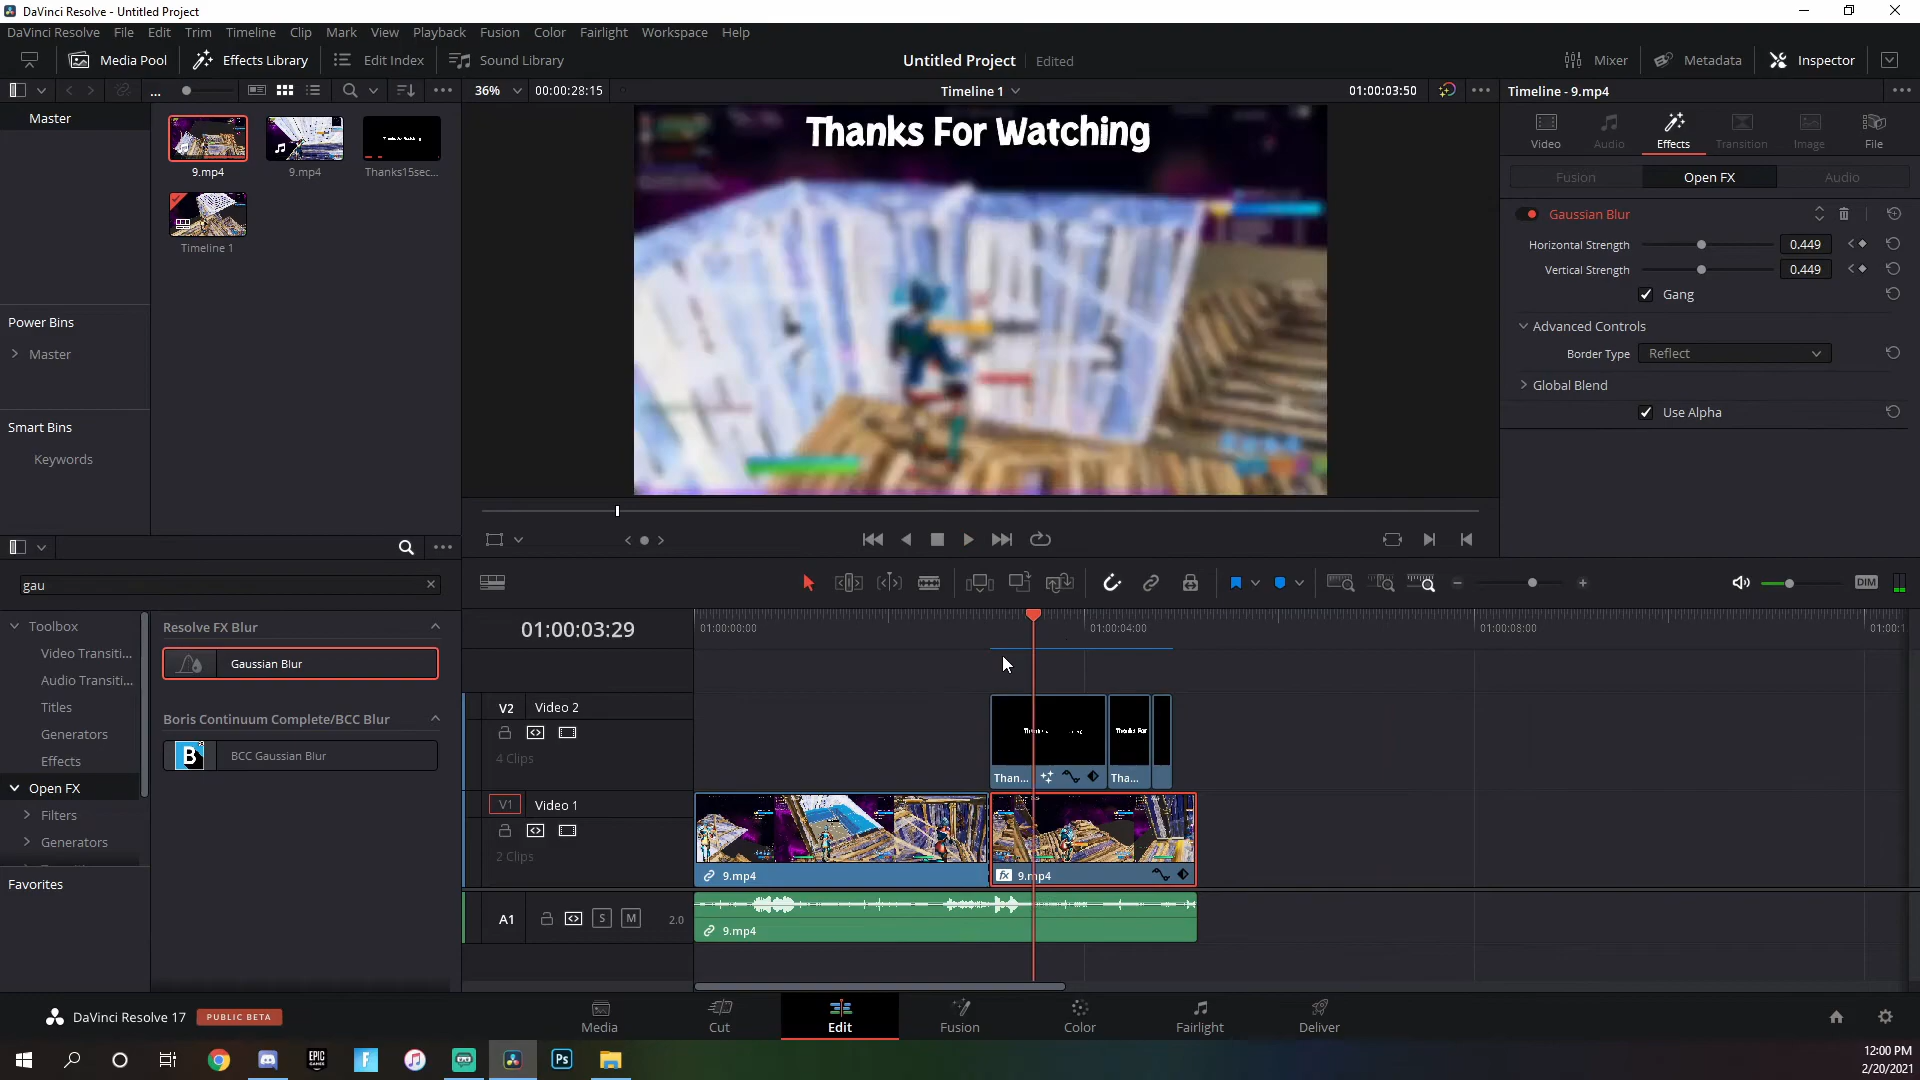 DaVinci Resolve - Untitled Project
DaVinci Resolve File Edit Trim Timeline Clip Mark View Playback Fusion Color Fairlight Workspace Help
Media Pool Effects Library Edit Index Sound Library Untitled Project Edited Mixer Metadata Inspector
... 36% 00:00:28:15 Timeline 1 01:00:03:50 Timeline - 9.mp4
Master
9.mp4 9.mp4 Thanks15sec...
Timeline 1
Power Bins
Master
Smart Bins
Keywords
Thanks For Watching
Video Audio Effects Transition Image File
Fusion Open FX Audio
Gaussian Blur
Horizontal Strength 0.449
Vertical Strength 0.449
Gang
Advanced Controls
Border Type Reflect
Global Blend
Use Alpha
gau
Toolbox
Video Transiti...
Audio Transiti...
Titles
Generators
Effects
Open FX
Filters
Generators
Favorites
Resolve FX Blur
Gaussian Blur
Boris Continuum Complete/BCC Blur
B BCC Gaussian Blur
DIM
01:00:03:29 01:00:00:00 01:00:04:00 01:00:08:00 01:00:1
V2 Video 2
4 Clips
Than... Tha...
Thanks For
V1 Video 1
2 Clips
9.mp4 fx 9.mp4
A1 S M 2.0
9.mp4
DaVinci Resolve 17 PUBLIC BETA
Media Cut Edit Fusion Color Fairlight Deliver
EPIC GAMES F Ps
12:00 PM
2/20/2021